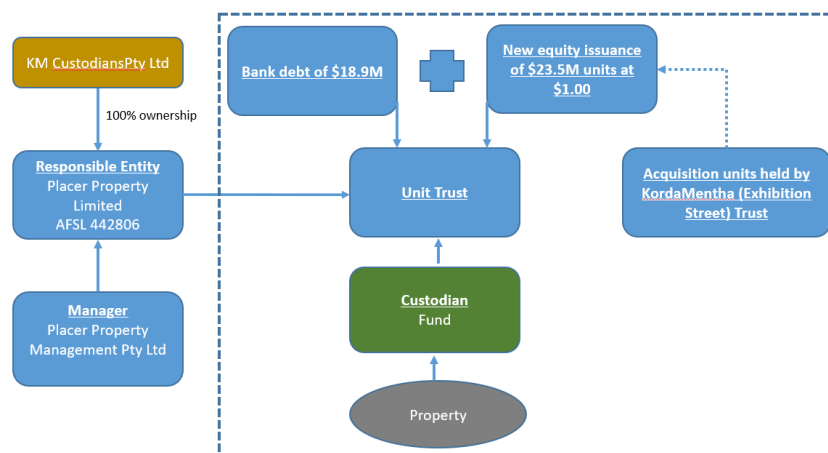 KM CustodiansPty Ltd
100% ownership
Responsible Entity
Placer Property
Limited
AFSL 442806
Manager
Placer Property
Management Pty Ltd
Bank debt of $18.9M
New equity issuance
of $23.5M units at
$1.00
Unit Trust
Acquisition units held by
KordaMentha (Exhibition
Street) Trust
Custodian
Fund
Property